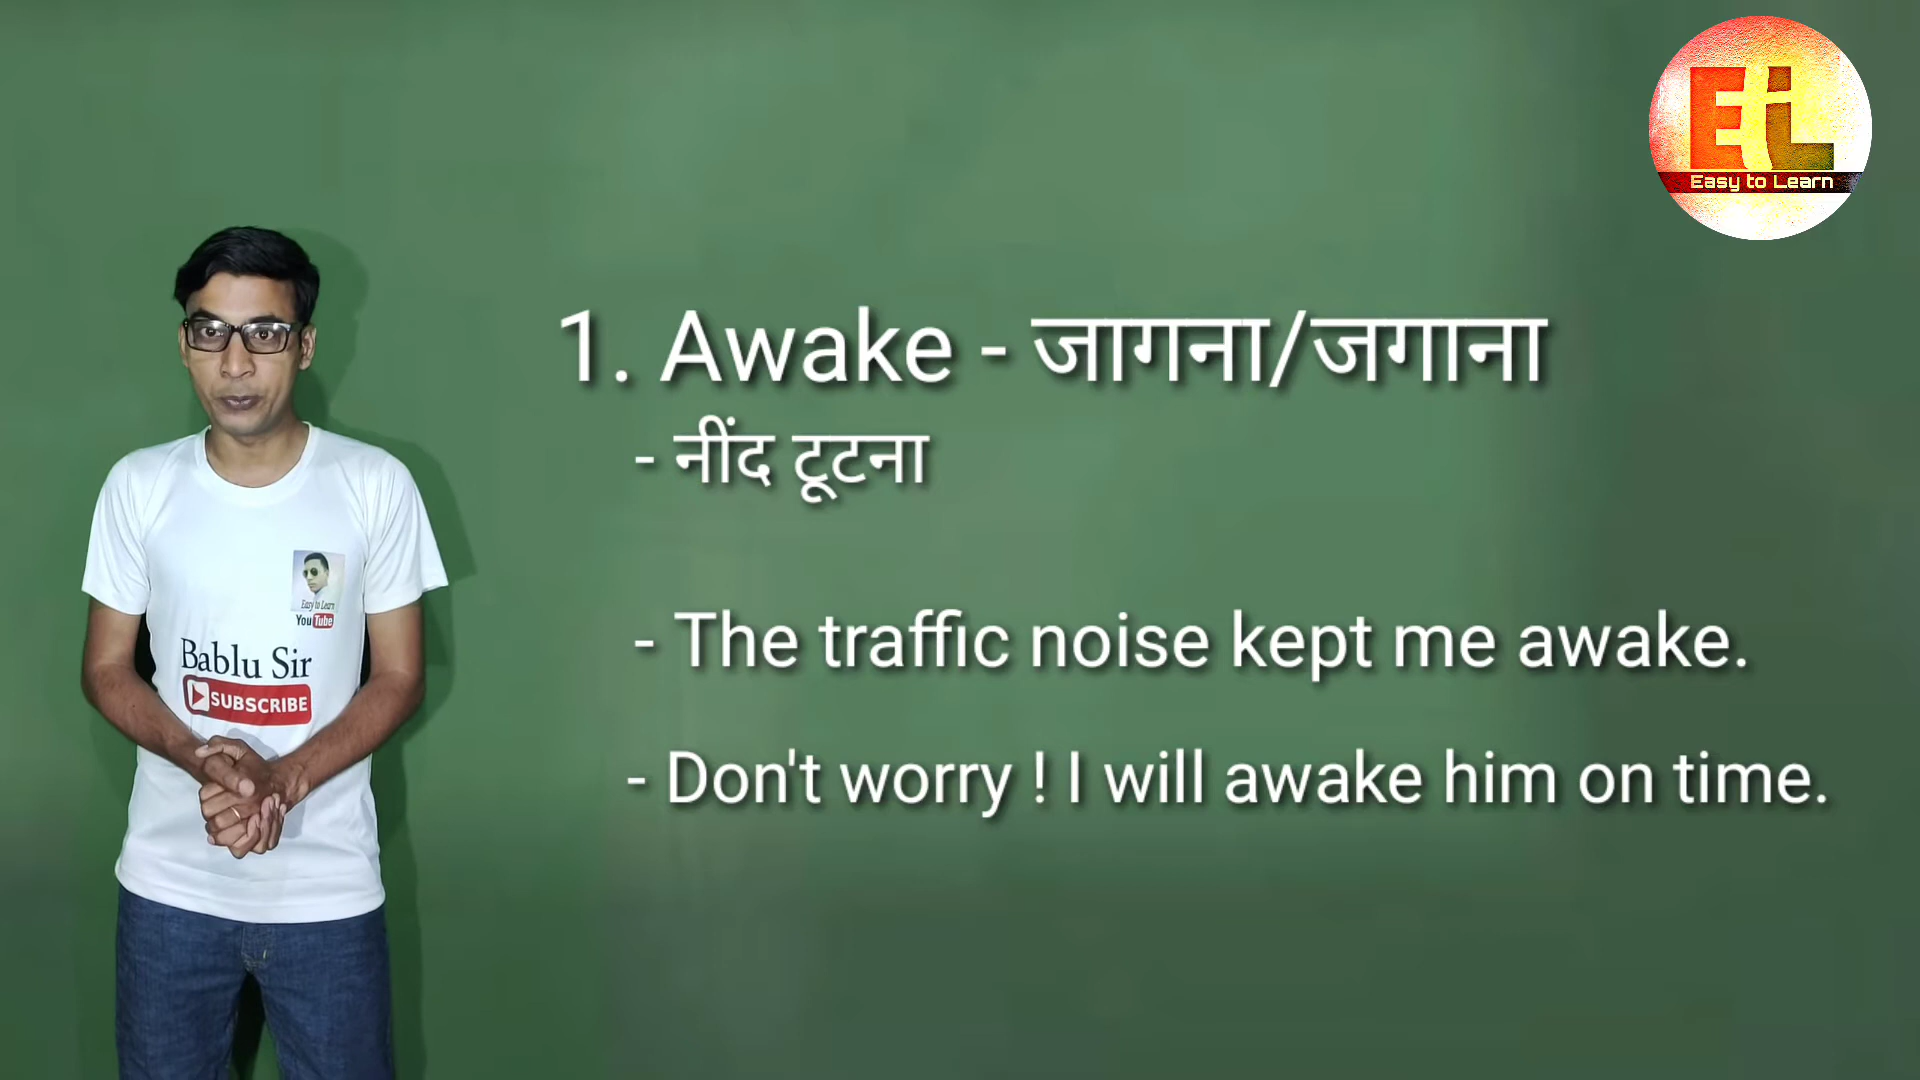 EiL
Easy to Learn
1. Awake - जागना/जगाना
- नींद टूटना
- The traffic noise kept me awake.
- Don't worry ! I will awake him on time.
Easy to Learn
YouTube
Bablu Sir
SUBSCRIBE